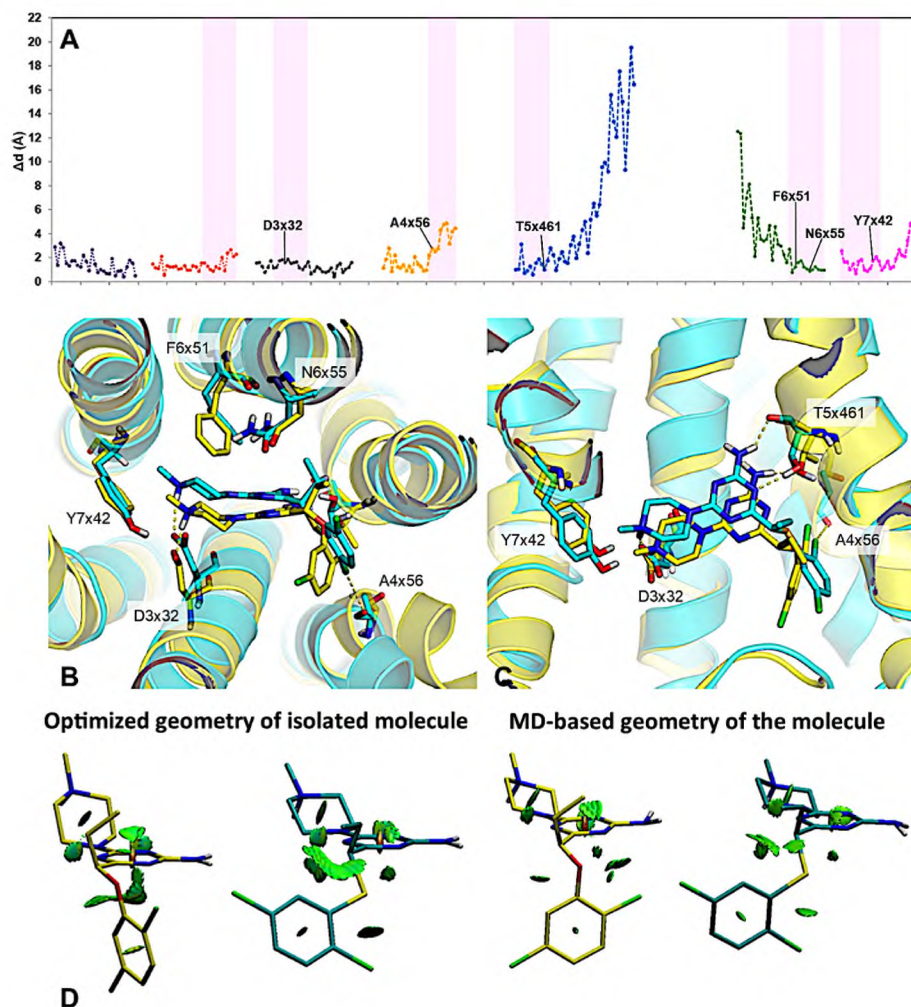 A
22
20
18
16
14
12
10
8
6
4
2
0
Δd (A)
D3x32
A4x56
T5x461
F6x51
N6x55
Y7x42
F6x51
N6x55
Y7x42
D3x32
A4x56
B
T5x461
Y7x42
A4x56
D3x32
C
Optimized geometry of isolated molecule
MD-based geometry of the molecule
D